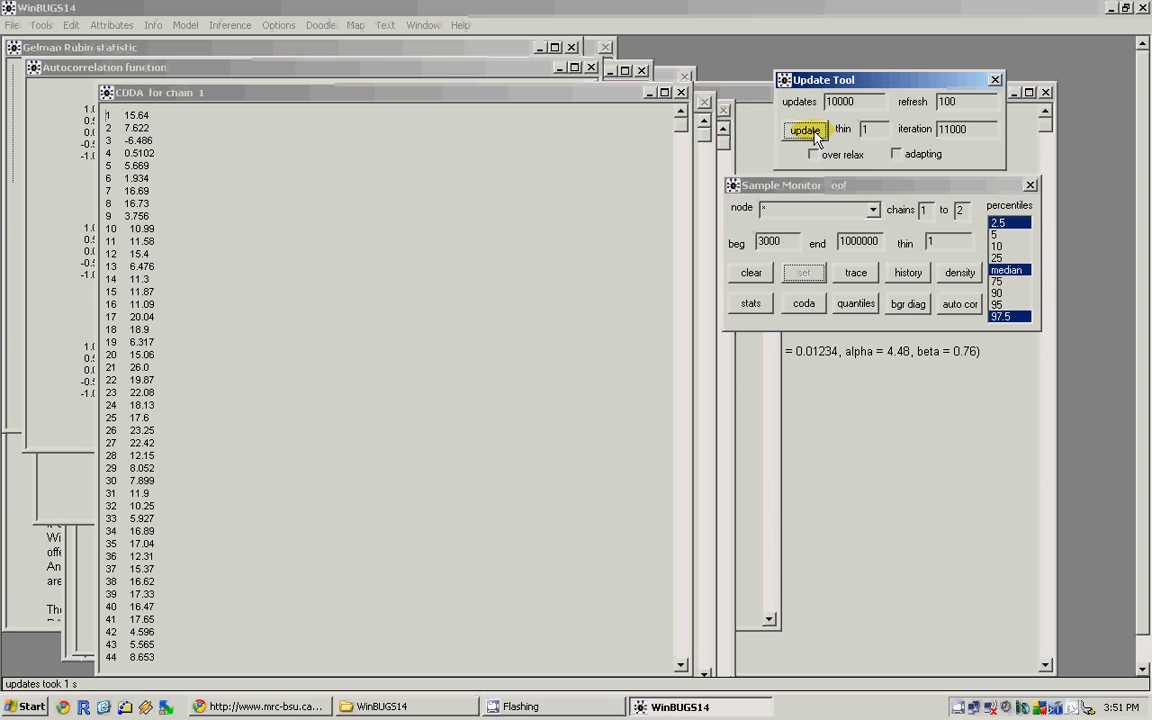 WinBUGS14
File Tools Edit Attributes Info Model Inference Options Doodle Map Text Window Help
Gelman Rubin statistic
Autocorrelation function
CODA for chain 1
1 15.64
2 7.622
3 -6.486
4 0.5102
5 5.669
6 1.934
7 16.69
8 16.73
9 3.756
10 10.99
11 11.58
12 15.4
13 6.476
14 11.3
15 11.87
16 11.09
17 20.04
18 18.9
19 6.317
20 15.06
21 26.0
22 19.87
23 22.08
24 18.13
25 17.6
26 23.25
27 22.42
28 12.15
29 8.052
30 7.899
31 11.9
32 10.25
33 5.927
34 16.89
35 17.04
36 12.31
37 15.37
38 16.62
39 17.33
40 16.47
41 17.65
42 4.596
43 5.565
44 8.653
Update Tool
updates 10000 refresh 100
update thin 1 iteration 11000
over relax adapting
Sample Monitor
node * chains 1 to 2 percentiles
beg 3000 end 1000000 thin 1
clear set trace history density
stats coda quantiles bgr diag auto cor
2.5
5
10
25
median
75
90
95
97.5
= 0.01234, alpha = 4.48, beta = 0.76)
Wi
offe
An
are
Th
updates took 1 s
Start http://www.mrc-bsu.ca... WinBUGS14 Flashing WinBUGS14 3:51 PM